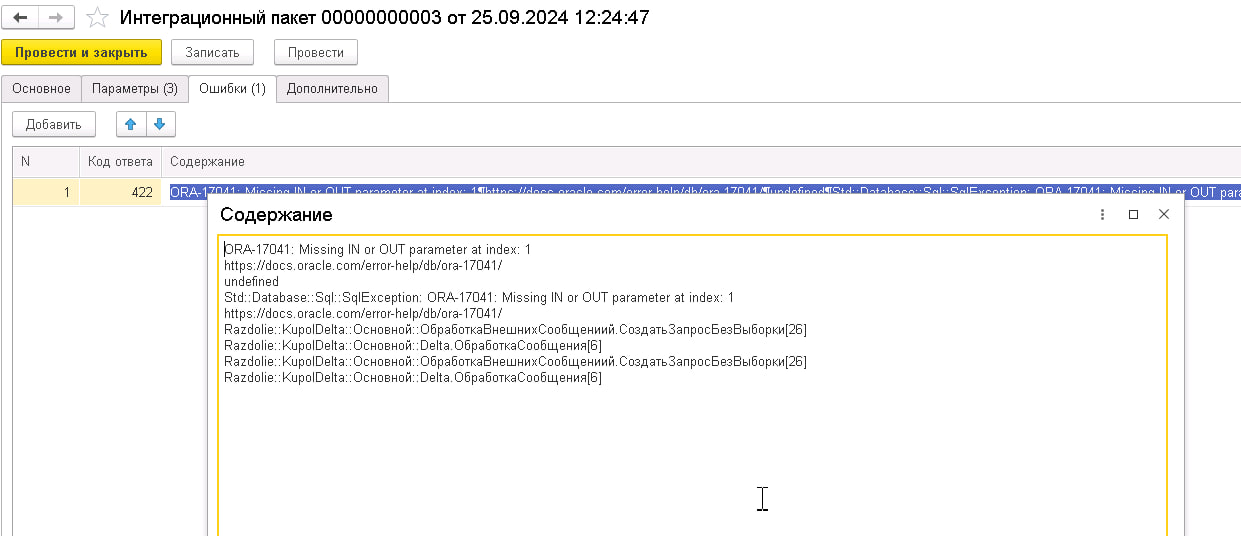 Интеграционный пакет 00000000003 от 25.09.2024 12:24:47
Провести и закрыть Записать Провести
Основное Параметры (3) Ошибки (1) Дополнительно
Добавить
N Код ответа Содержание
1 422 ORA-17041: Missing IN or OUT parameter at index: 1¶https://docs.oracle.com/error-help/db/ora-17041/¶undefined¶Std::Database::Sql::SqlException: ORA-17041: Missing IN or OUT para
Содержание
ORA-17041: Missing IN or OUT parameter at index: 1
https://docs.oracle.com/error-help/db/ora-17041/
undefined
Std::Database::Sql::SqlException: ORA-17041: Missing IN or OUT parameter at index: 1
https://docs.oracle.com/error-help/db/ora-17041/
Razdolie::KupolDelta::Основной::ОбработкаВнешнихСообщениий.СоздатьЗапросБезВыборки[26]
Razdolie::KupolDelta::Основной::Delta.ОбработкаСообщения[6]
Razdolie::KupolDelta::Основной::ОбработкаВнешнихСообщениий.СоздатьЗапросБезВыборки[26]
Razdolie::KupolDelta::Основной::Delta.ОбработкаСообщения[6]